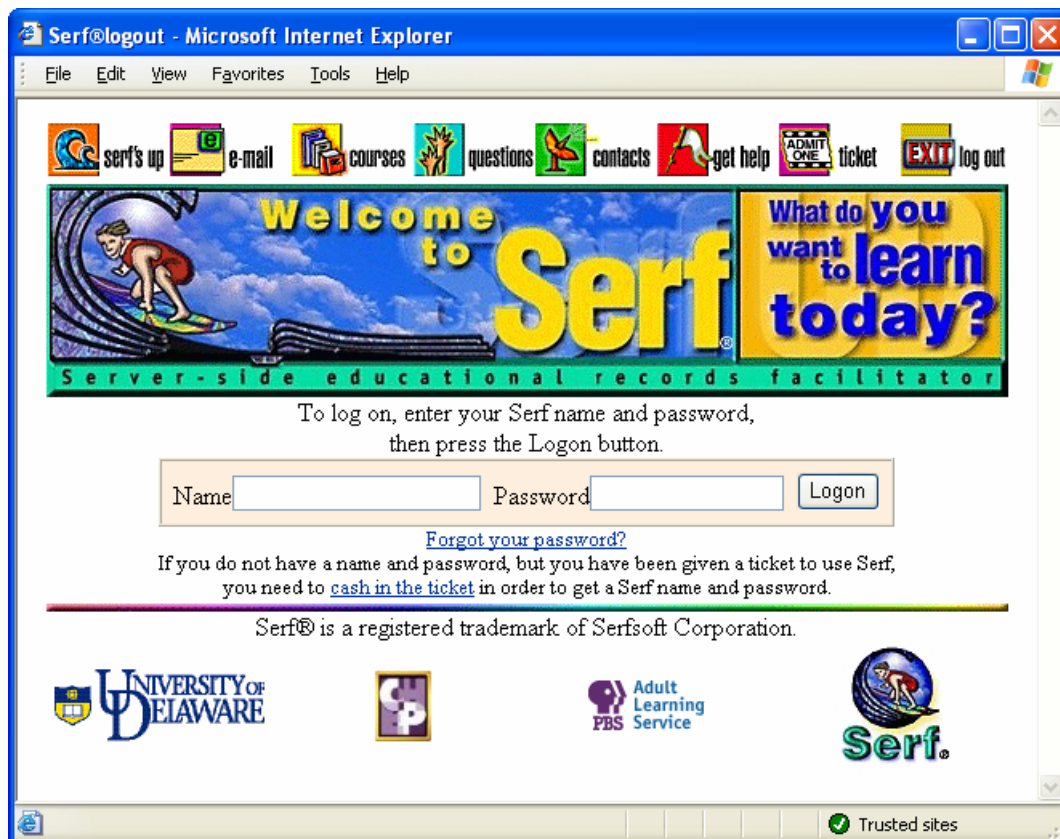 Serf®logout - Microsoft Internet Explorer
File Edit View Favorites Tools Help
serf's up e-mail courses questions contacts ADMIT ONE get help ticket EXIT log out
Welcome to Serf®
What do you want to learn today?
Server-side educational records facilitator
To log on, enter your Serf name and password,
then press the Logon button.
Name Password Logon
Forgot your password?
If you do not have a name and password, but you have been given a ticket to use Serf,
you need to cash in the ticket in order to get a Serf name and password.
Serf® is a registered trademark of Serfsoft Corporation.
UNIVERSITY OF
DELAWARE
PBS Adult
Learning
Service
Serf®
Trusted sites